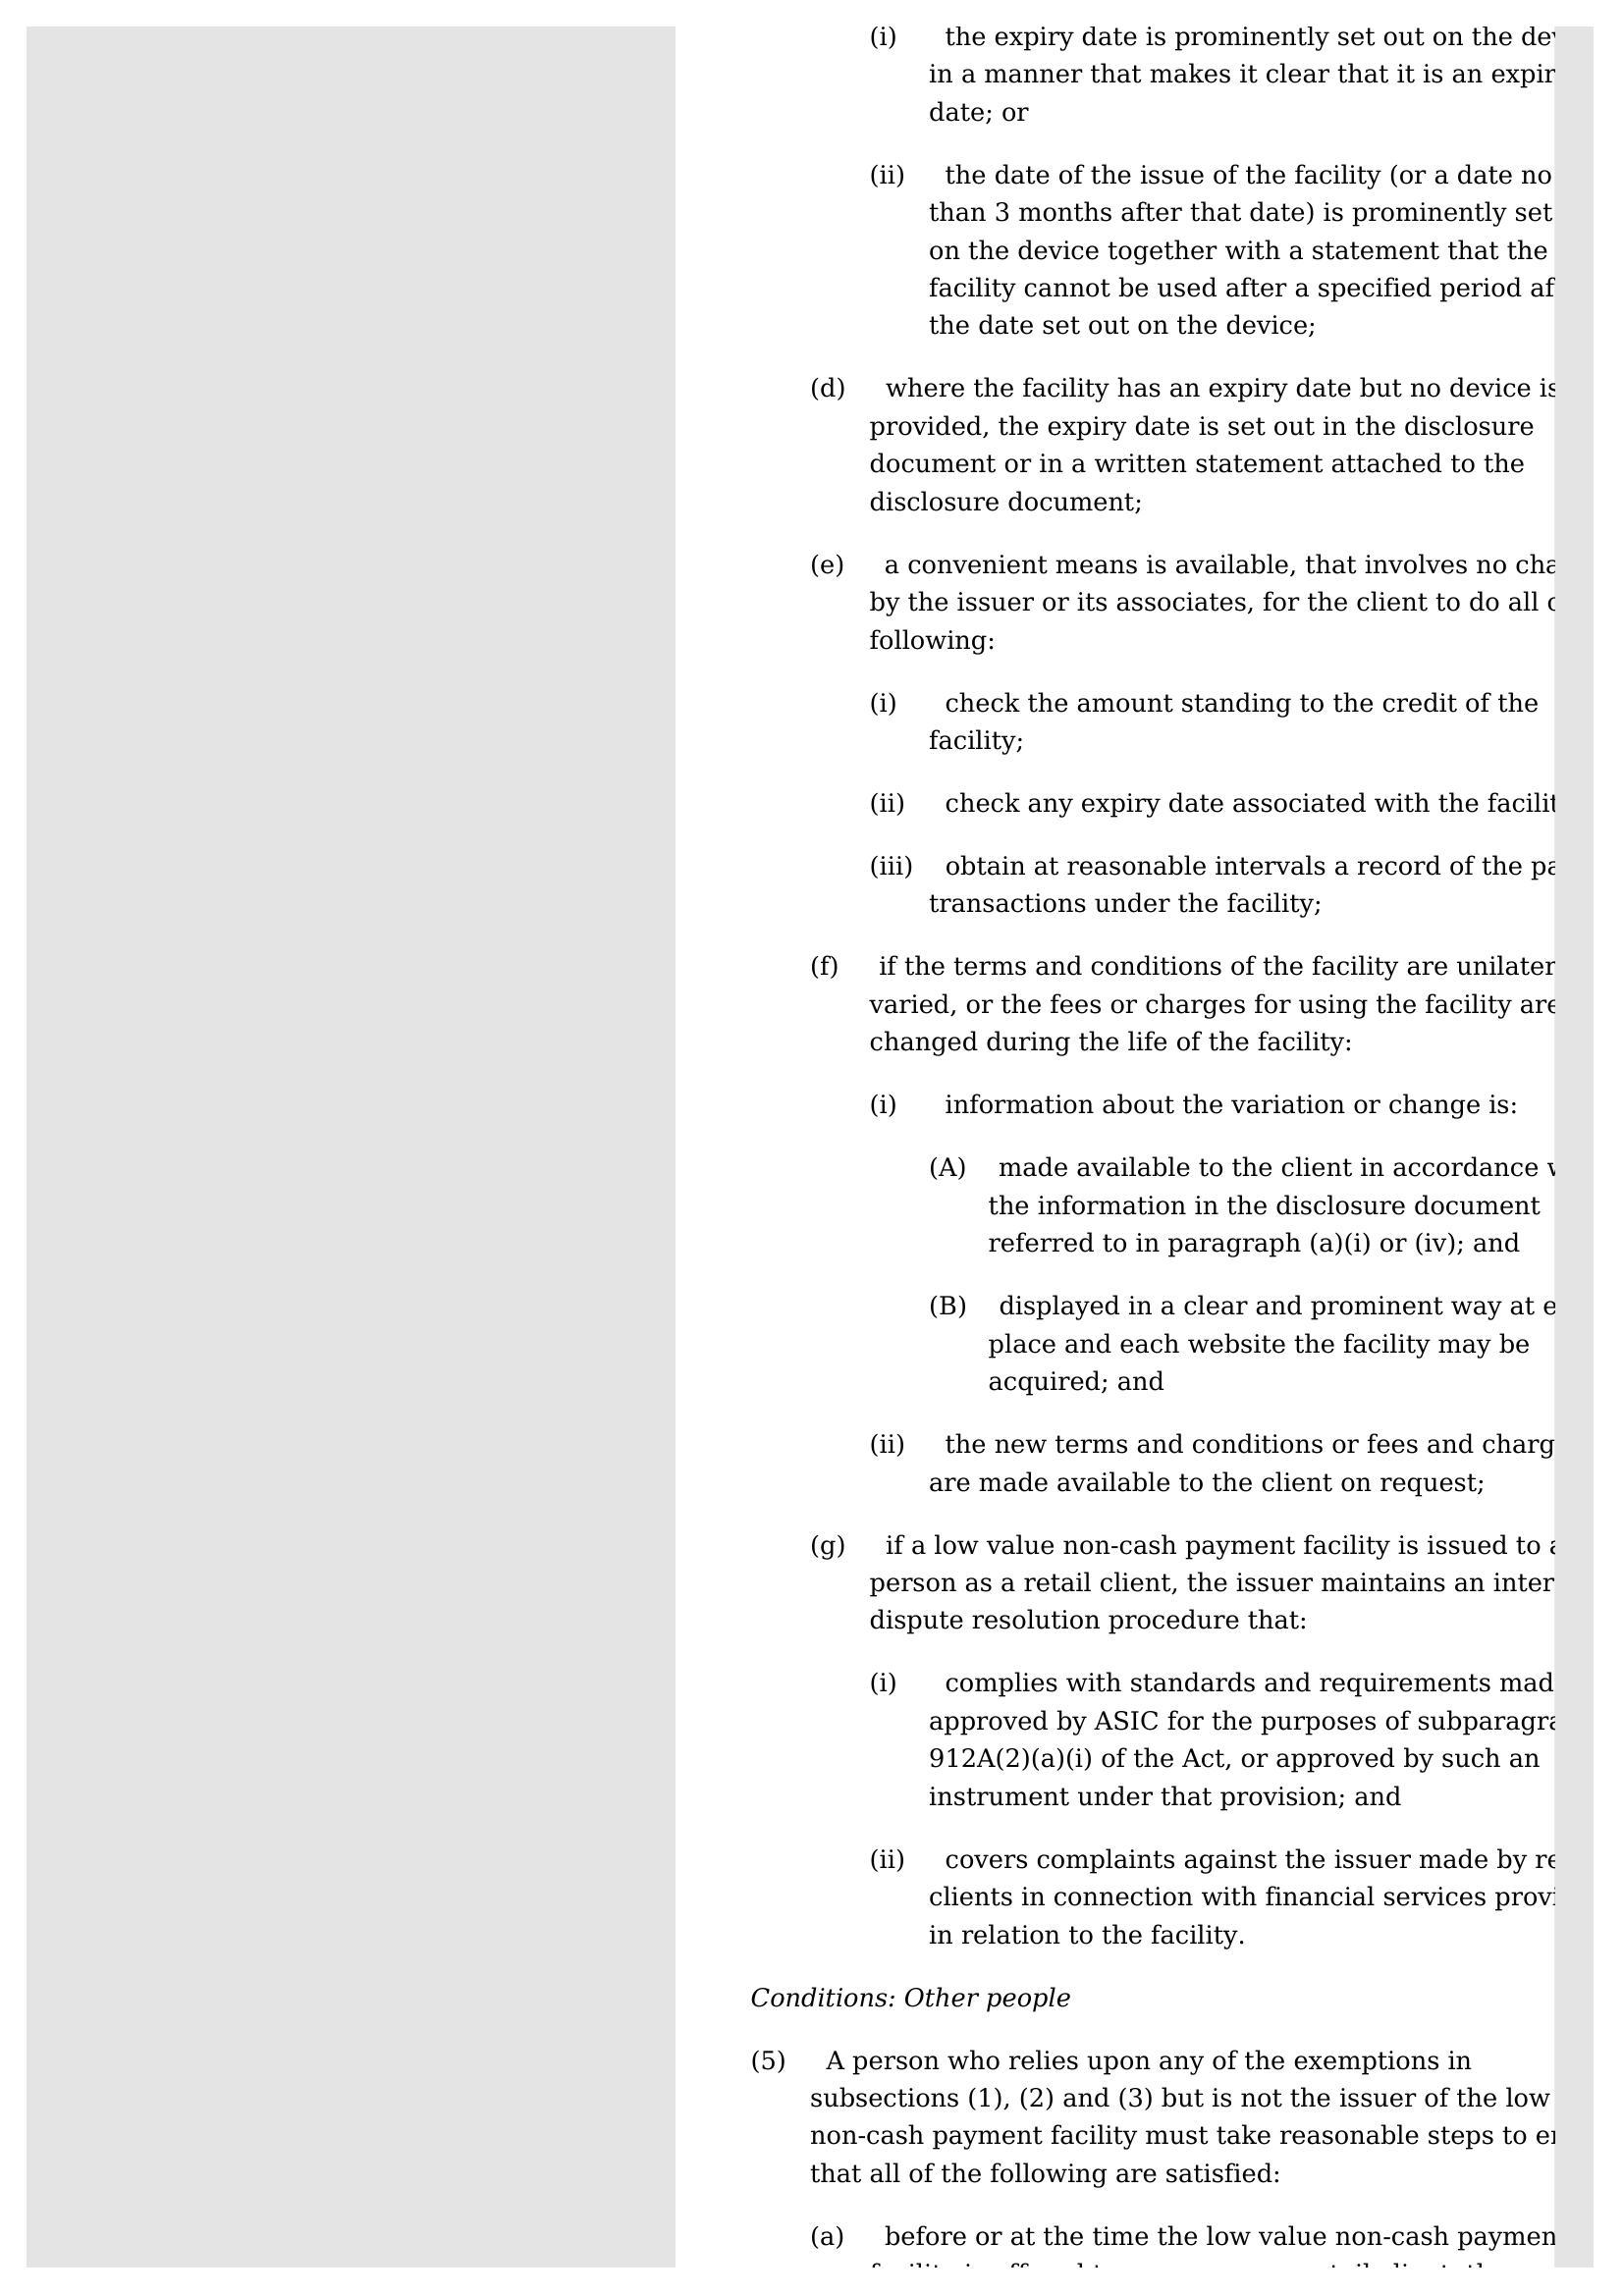 (i) the expiry date is prominently set out on the
in a manner that makes it clear that it is an
date; or
(ii) the date of the issue of the facility (or a date no
than 3 months after that date) is prominently set
on the device together with a statement that the
facility cannot be used after a specified period
the date set out on the device;
(d) where the facility has an expiry date but no device is
provided, the expiry date is set out in the disclosure
document or in a written statement attached to the
disclosure document;
(e) a convenient means is available, that involves no
by the issuer or its associates, for the client to do all
following:
(i) check the amount standing to the credit of the
facility;
(ii) check any expiry date associated with the
(iii) obtain at reasonable intervals a record of the
transactions under the facility;
(f) if the terms and conditions of the facility are
varied, or the fees or charges for using the facility are
changed during the life of the facility:
(i) information about the variation or change is:
(A) made available to the client in accordance
the information in the disclosure document
referred to in paragraph (a)(i) or (iv); and
(B) displayed in a clear and prominent way at
place and each website the facility may be
acquired; and
(ii) the new terms and conditions or fees and
are made available to the client on request;
(g) if a low value non-cash payment facility is issued to
person as a retail client, the issuer maintains an
dispute resolution procedure that:
(i) complies with standards and requirements
approved by ASIC for the purposes of
912A(2)(a)(i) of the Act, or approved by such an
instrument under that provision; and
(ii) covers complaints against the issuer made by
clients in connection with financial services
in relation to the facility.
Conditions: Other people
(5) A person who relies upon any of the exemptions in
subsections (1), (2) and (3) but is not the issuer of the low
non-cash payment facility must take reasonable steps to
that all of the following are satisfied:
(a) before or at the time the low value non-cash